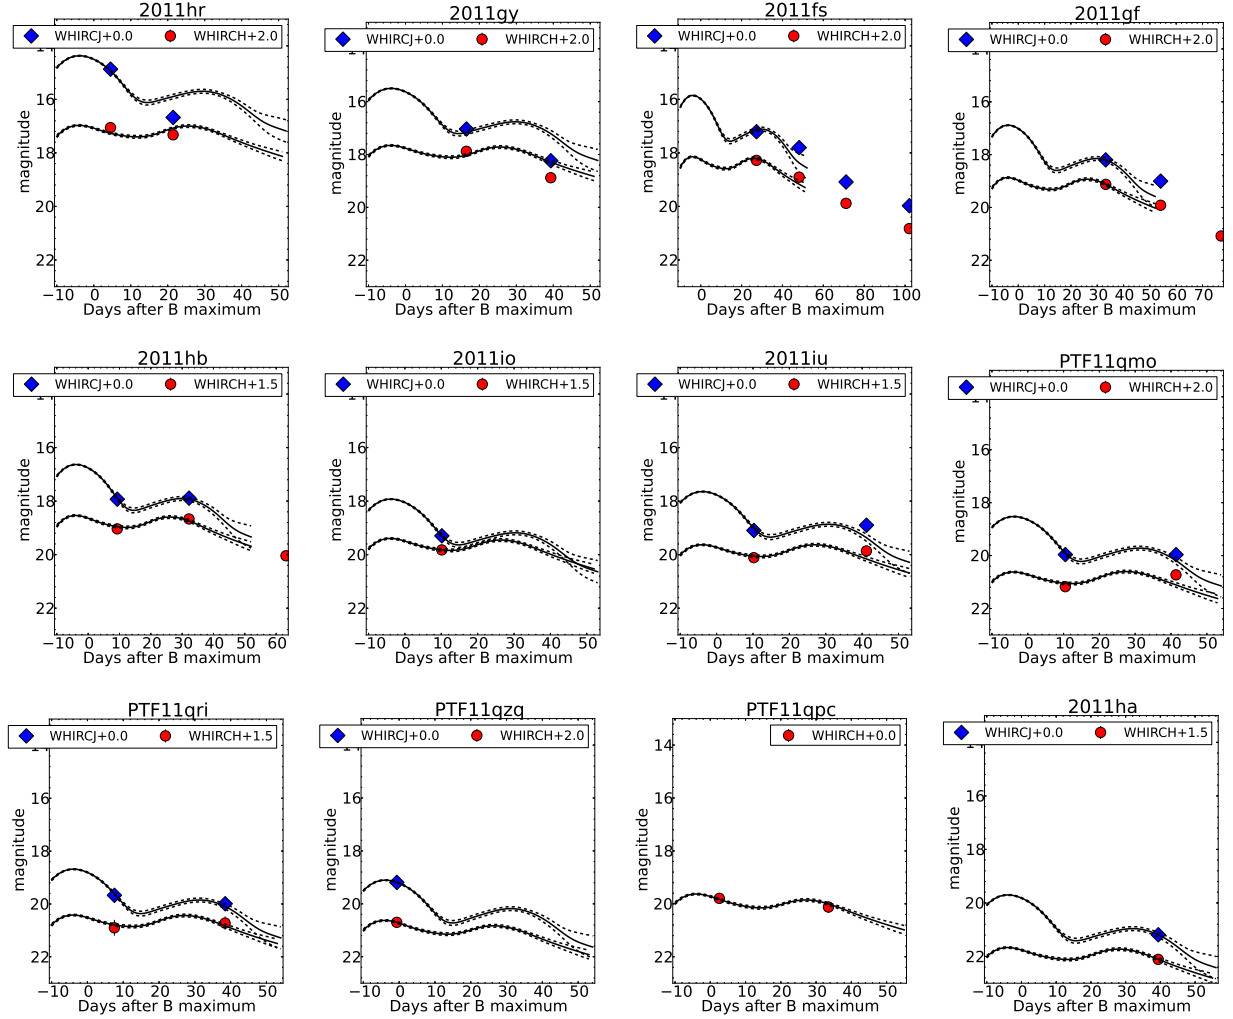 2011hr
WHIRCJ+0.0 WHIRCH+2.0
magnitude
16
18
20
22
−10 0 10 20 30 40 50
Days after B maximum
2011gy
WHIRCJ+0.0 WHIRCH+2.0
magnitude
16
18
20
22
−10 0 10 20 30 40 50
Days after B maximum
2011fs
WHIRCJ+0.0 WHIRCH+2.0
magnitude
16
18
20
22
0 20 40 60 80 100
Days after B maximum
2011gf
WHIRCJ+0.0 WHIRCH+2.0
magnitude
16
18
20
22
−10 0 10 20 30 40 50 60 70
Days after B maximum
2011hb
WHIRCJ+0.0 WHIRCH+1.5
magnitude
16
18
20
22
−10 0 10 20 30 40 50 60
Days after B maximum
2011io
WHIRCJ+0.0 WHIRCH+1.5
magnitude
16
18
20
22
−10 0 10 20 30 40 50
Days after B maximum
2011iu
WHIRCJ+0.0 WHIRCH+1.5
magnitude
16
18
20
22
−10 0 10 20 30 40 50
Days after B maximum
PTF11qmo
WHIRCJ+0.0 WHIRCH+2.0
magnitude
16
18
20
22
−10 0 10 20 30 40 50
Days after B maximum
PTF11qri
WHIRCJ+0.0 WHIRCH+1.5
magnitude
16
18
20
22
−10 0 10 20 30 40 50
Days after B maximum
PTF11qzq
WHIRCJ+0.0 WHIRCH+2.0
magnitude
16
18
20
22
−10 0 10 20 30 40 50
Days after B maximum
PTF11qpc
WHIRCH+0.0
magnitude
14
16
18
20
22
−10 0 10 20 30 40 50
Days after B maximum
2011ha
WHIRCJ+0.0 WHIRCH+1.5
magnitude
16
18
20
22
−10 0 10 20 30 40 50
Days after B maximum